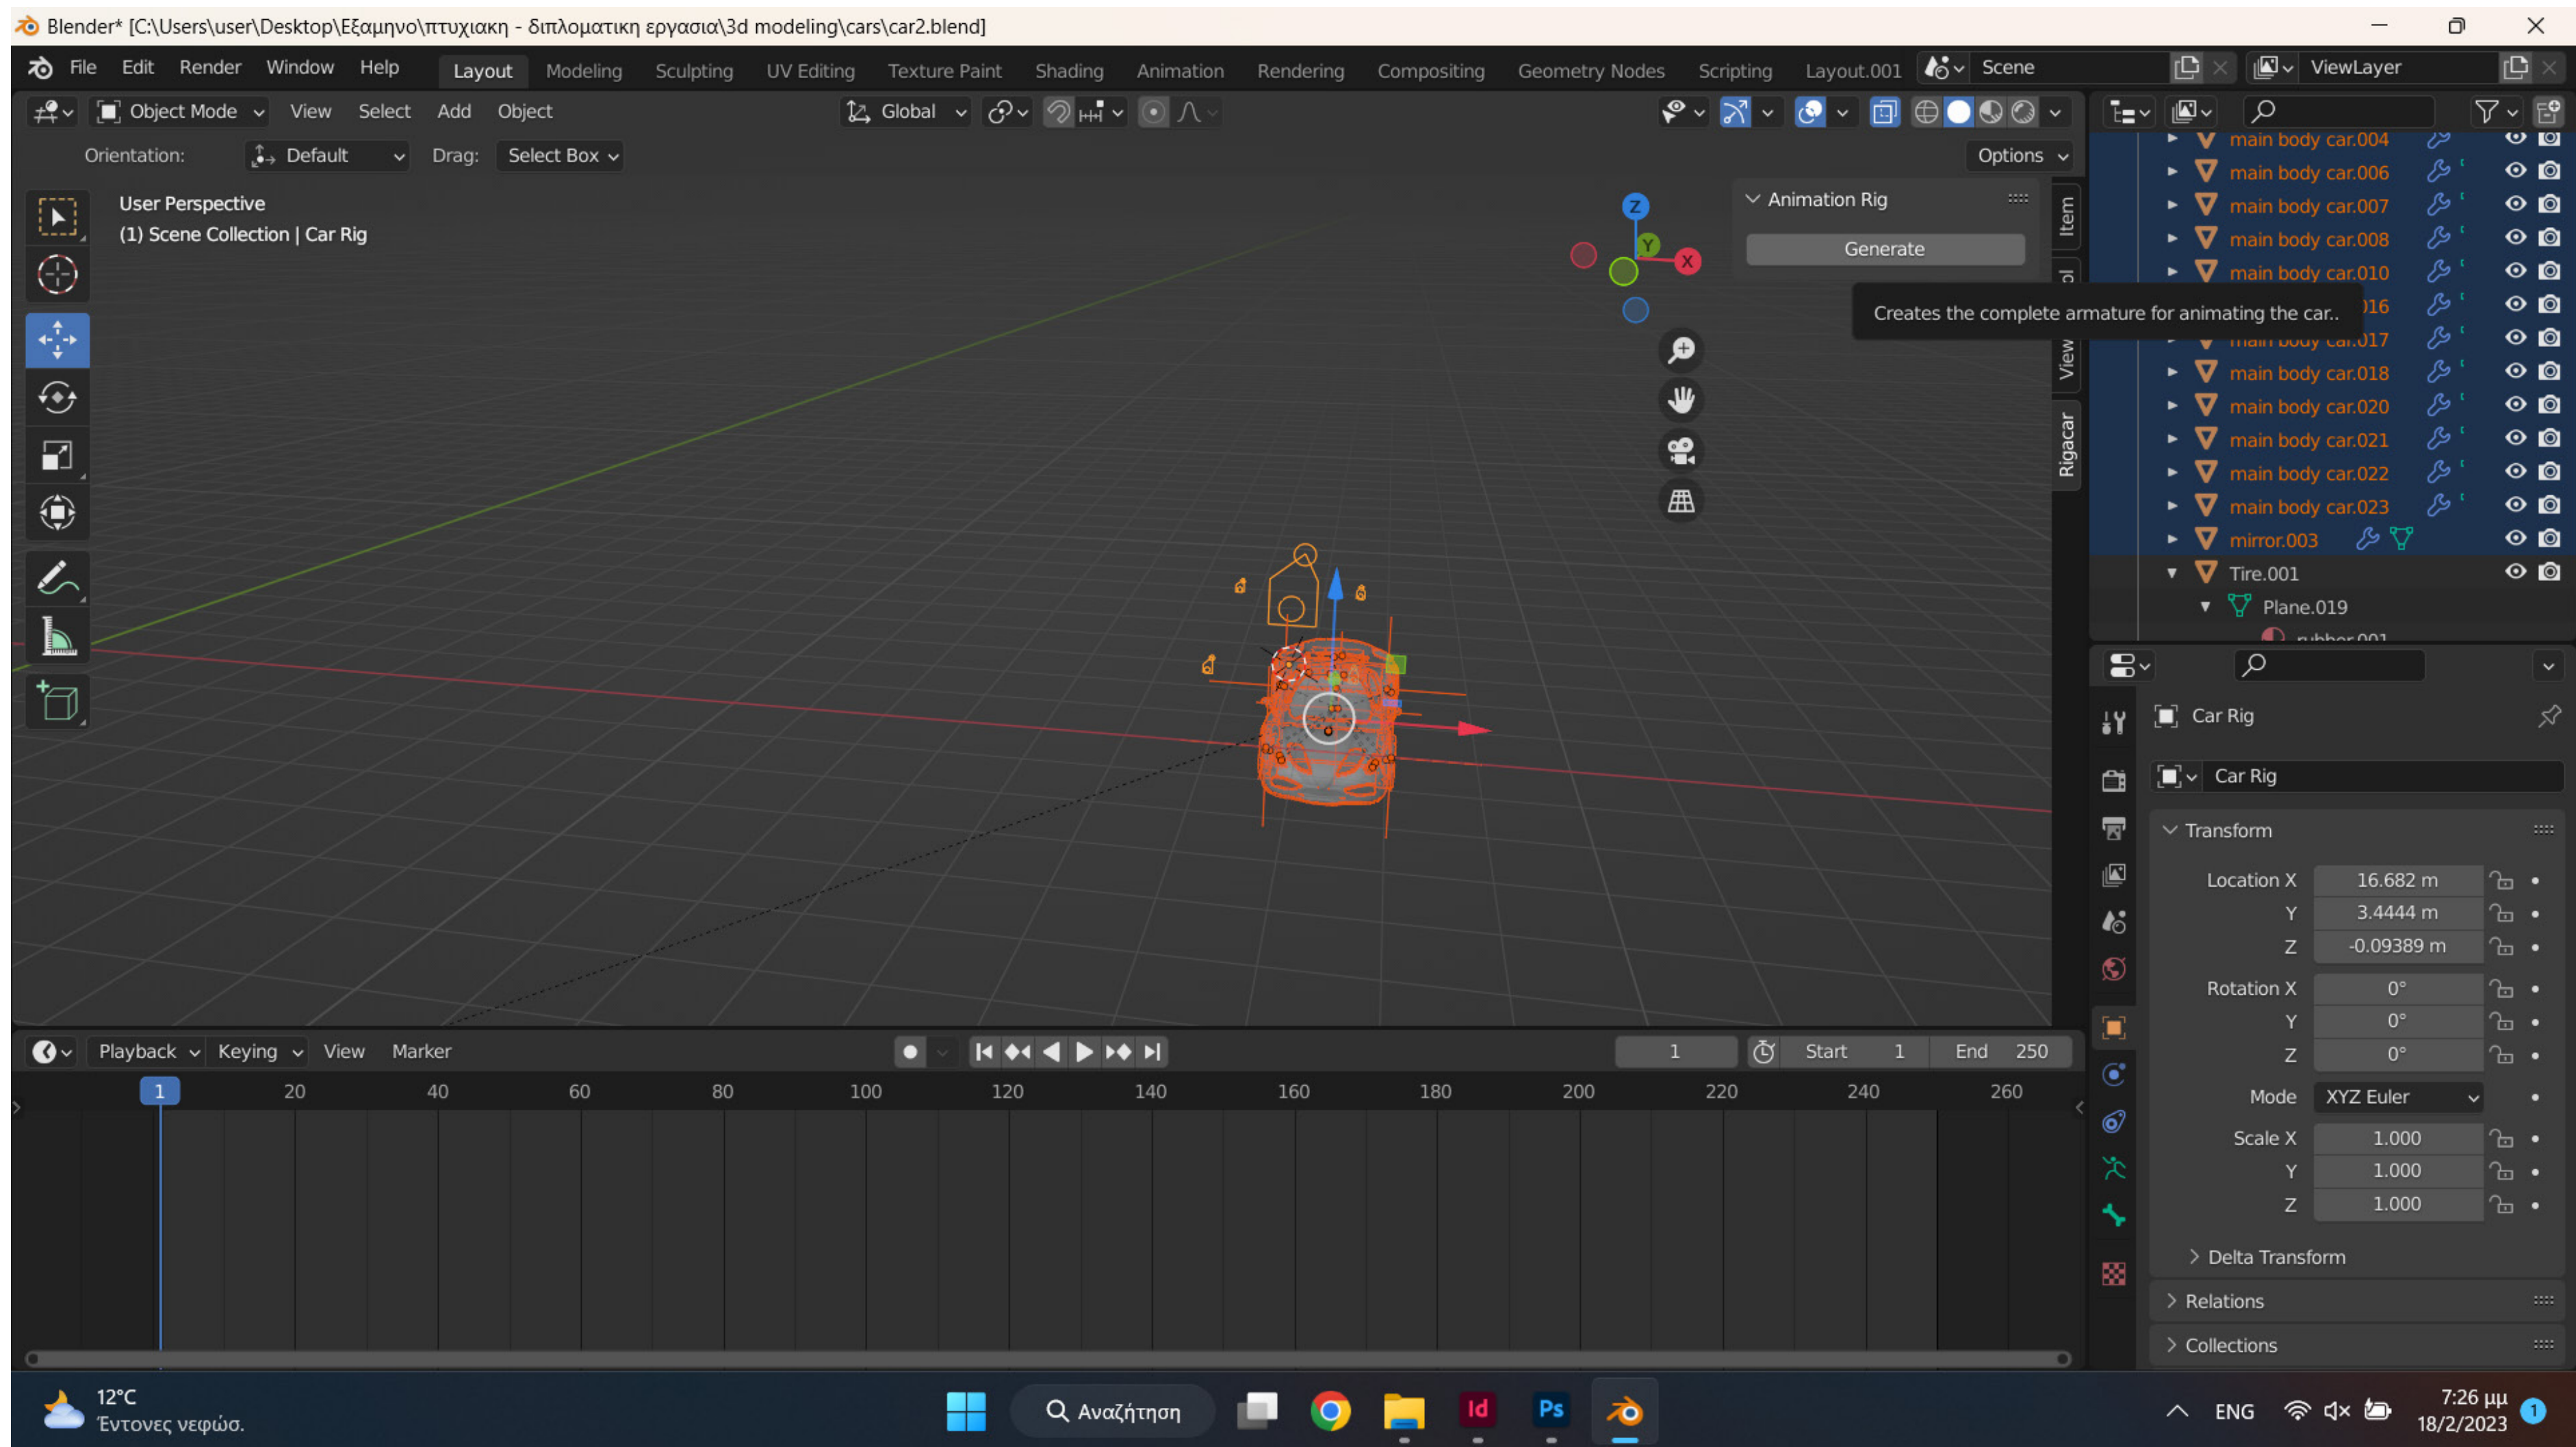 Blender* [C:\Users\user\Desktop\Εξαμηνο\πτυχιακη - διπλοματικη εργασια\3d modeling\cars\car2.blend]
File Edit Render Window Help Layout Modeling Sculpting UV Editing Texture Paint Shading Animation Rendering Compositing Geometry Nodes Scripting Layout.001 Scene ViewLayer
Object Mode View Select Add Object Global
Orientation: Default Drag: Select Box Options
User Perspective
(1) Scene Collection | Car Rig
Z
Y
X
Animation Rig
Generate
Creates the complete armature for animating the car..
Item
View
Rigacar
main body car.004
main body car.006
main body car.007
main body car.008
main body car.010
016
main body car.017
main body car.018
main body car.020
main body car.021
main body car.022
main body car.023
mirror.003
Tire.001
Plane.019
rubber.001
Car Rig
Car Rig
Transform
Location X 16.682 m
Y 3.4444 m
Z -0.09389 m
Rotation X 0°
Y 0°
Z 0°
Mode XYZ Euler
Scale X 1.000
Y 1.000
Z 1.000
Delta Transform
Relations
Collections
Playback Keying View Marker 1 Start 1 End 250
1 20 40 60 80 100 120 140 160 180 200 220 240 260
12°C
Έντονες νεφώσ.
Αναζήτηση
Id
Ps
ENG
7:26 μμ
18/2/2023
1